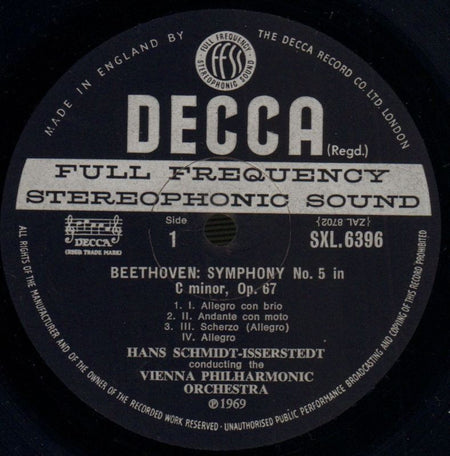 MADE IN ENGLAND BY
FULL FREQUENCY
ffss
STEREOPHONIC SOUND
THE DECCA RECORD CO. LTD. LONDON
DECCA
(Regd.)
FULL FREQUENCY
STEREOPHONIC SOUND
DECCA
(REGD TRADE MARK)
Side
1
{ZAL 8702}
SXL.6396
BEETHOVEN: SYMPHONY No. 5 in
C minor, Op. 67
1. I. Allegro con brio
2. II. Andante con moto
3. III. Scherzo (Allegro)
IV. Allegro
HANS SCHMIDT-ISSERSTEDT
conducting the
VIENNA PHILHARMONIC
ORCHESTRA
℗1969
ALL RIGHTS OF THE MANUFACTURER AND OF THE OWNER OF THE RECORDED WORK RESERVED · UNAUTHORISED PUBLIC PERFORMANCE BROADCASTING AND COPYING OF THIS RECORD PROHIBITED